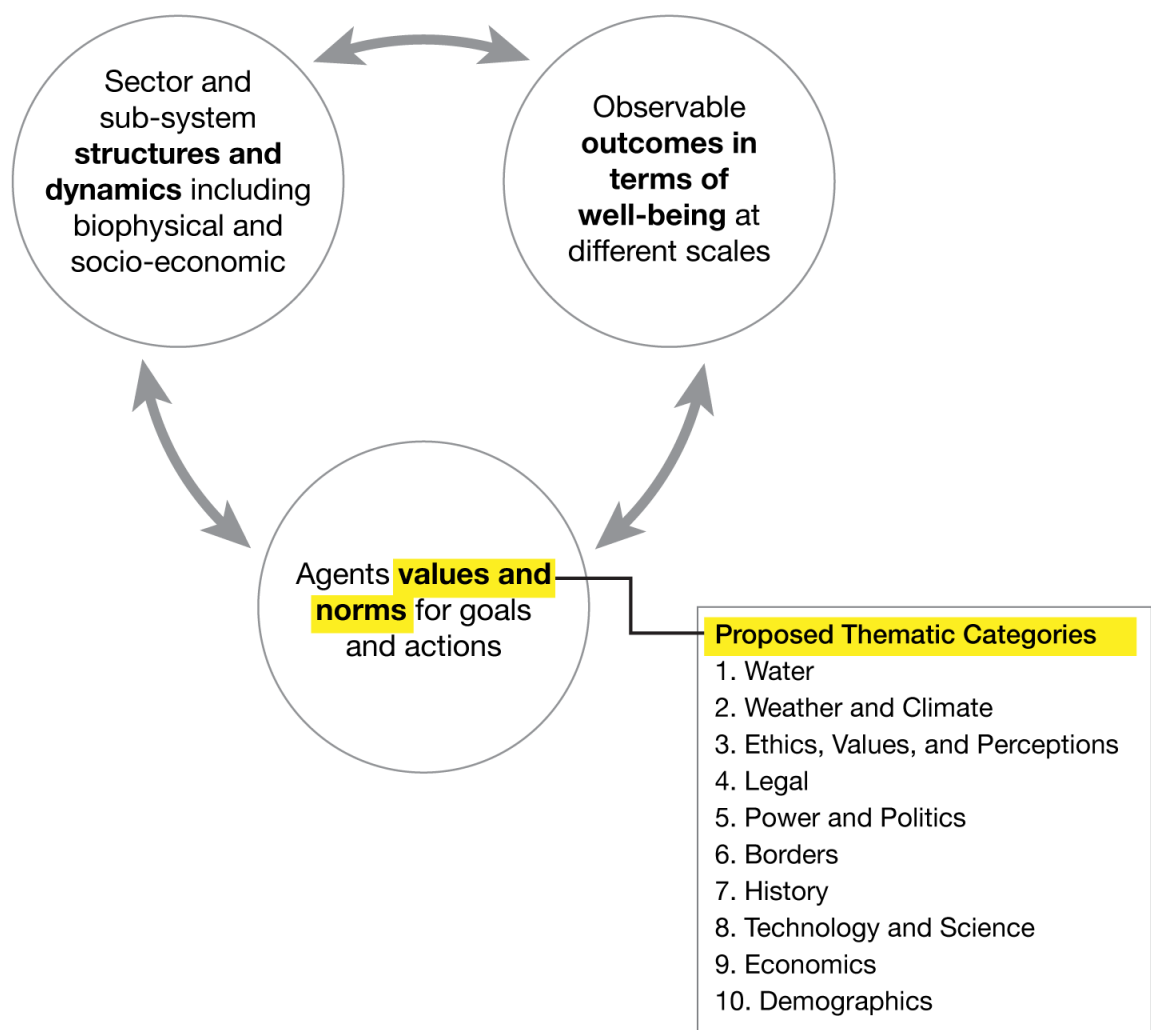 Sector and
sub-system
structures and
dynamics including
biophysical and
socio-economic
Observable
outcomes in
terms of
well-being at
different scales
Agents values and
norms for goals
and actions
Proposed Thematic Categories
1. Water
2. Weather and Climate
3. Ethics, Values, and Perceptions
4. Legal
5. Power and Politics
6. Borders
7. History
8. Technology and Science
9. Economics
10. Demographics